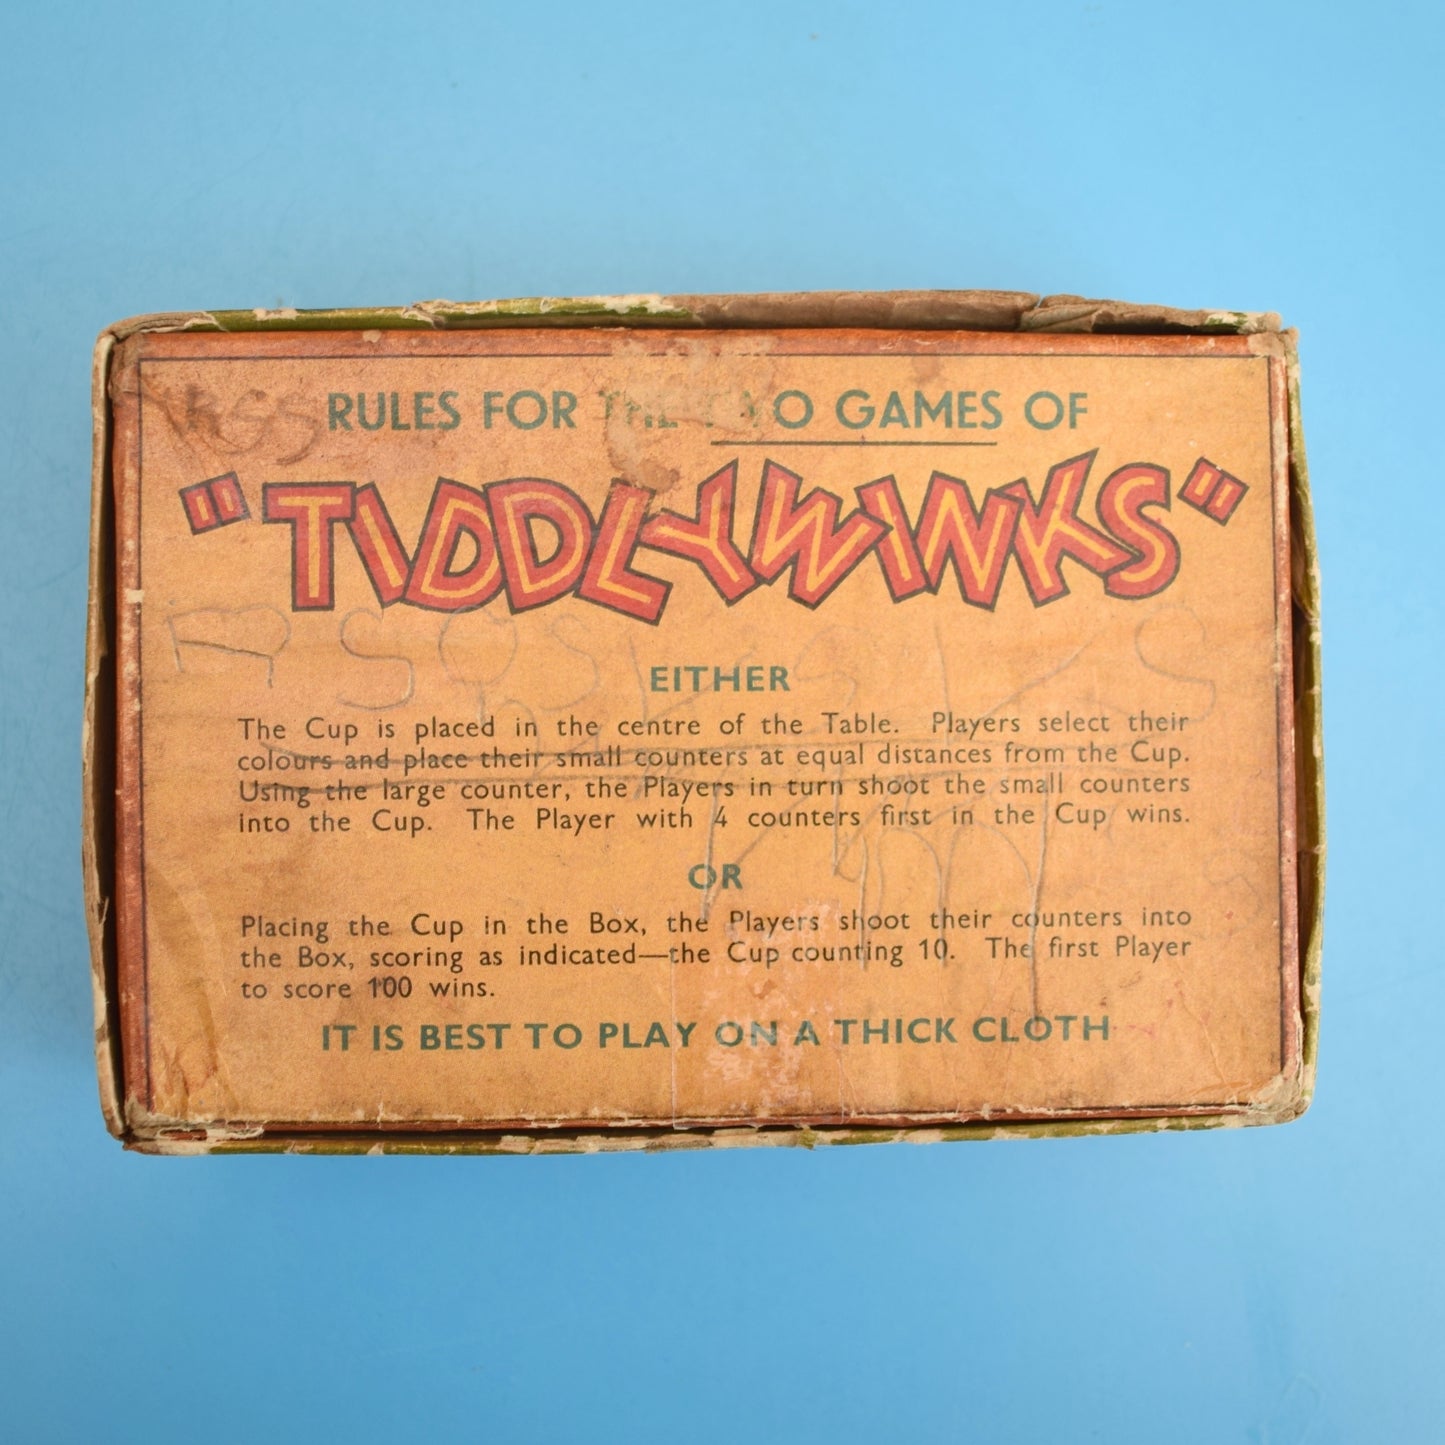 RULES FOR THE TWO GAMES OF
"TIDDLYWINKS"
EITHER
The Cup is placed in the centre of the Table. Players select their
colours and place their small counters at equal distances from the Cup.
Using the large counter, the Players in turn shoot the small counters
into the Cup. The Player with 4 counters first in the Cup wins.
OR
Placing the Cup in the Box, the Players shoot their counters into
the Box, scoring as indicated—the Cup counting 10. The first Player
to score 100 wins.
IT IS BEST TO PLAY ON A THICK CLOTH